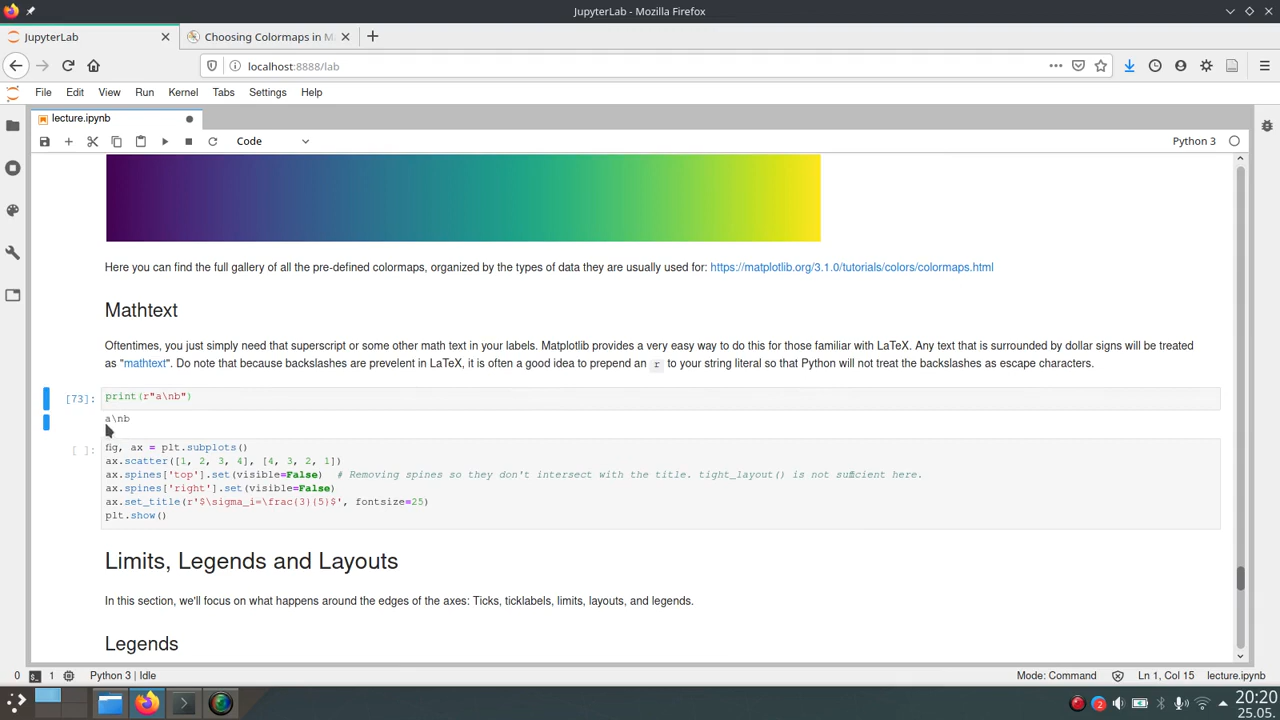 JupyterLab - Mozilla Firefox
JupyterLab
Choosing Colormaps in M
localhost:8888/lab
File Edit View Run Kernel Tabs Settings Help
lecture.ipynb
Code
Python 3
Here you can find the full gallery of all the pre-defined colormaps, organized by the types of data they are usually used for: https://matplotlib.org/3.1.0/tutorials/colors/colormaps.html
Mathtext
Oftentimes, you just simply need that superscript or some other math text in your labels. Matplotlib provides a very easy way to do this for those familiar with LaTeX. Any text that is surrounded by dollar signs will be treated
as "mathtext". Do note that because backslashes are prevelent in LaTeX, it is often a good idea to prepend an r to your string literal so that Python will not treat the backslashes as escape characters.
[73]: print(r"a\nb")
a\nb
[ ]: fig, ax = plt.subplots()
ax.scatter([1, 2, 3, 4], [4, 3, 2, 1])
ax.spines['top'].set(visible=False) # Removing spines so they don't intersect with the title. tight_layout() is not sufficient here.
ax.spines['right'].set(visible=False)
ax.set_title(r'$\sigma_i=\frac{3}{5}$', fontsize=25)
plt.show()
Limits, Legends and Layouts
In this section, we'll focus on what happens around the edges of the axes: Ticks, ticklabels, limits, layouts, and legends.
Legends
0 1 Python 3 | Idle Mode: Command Ln 1, Col 15 lecture.ipynb
2
20:20
25.05.